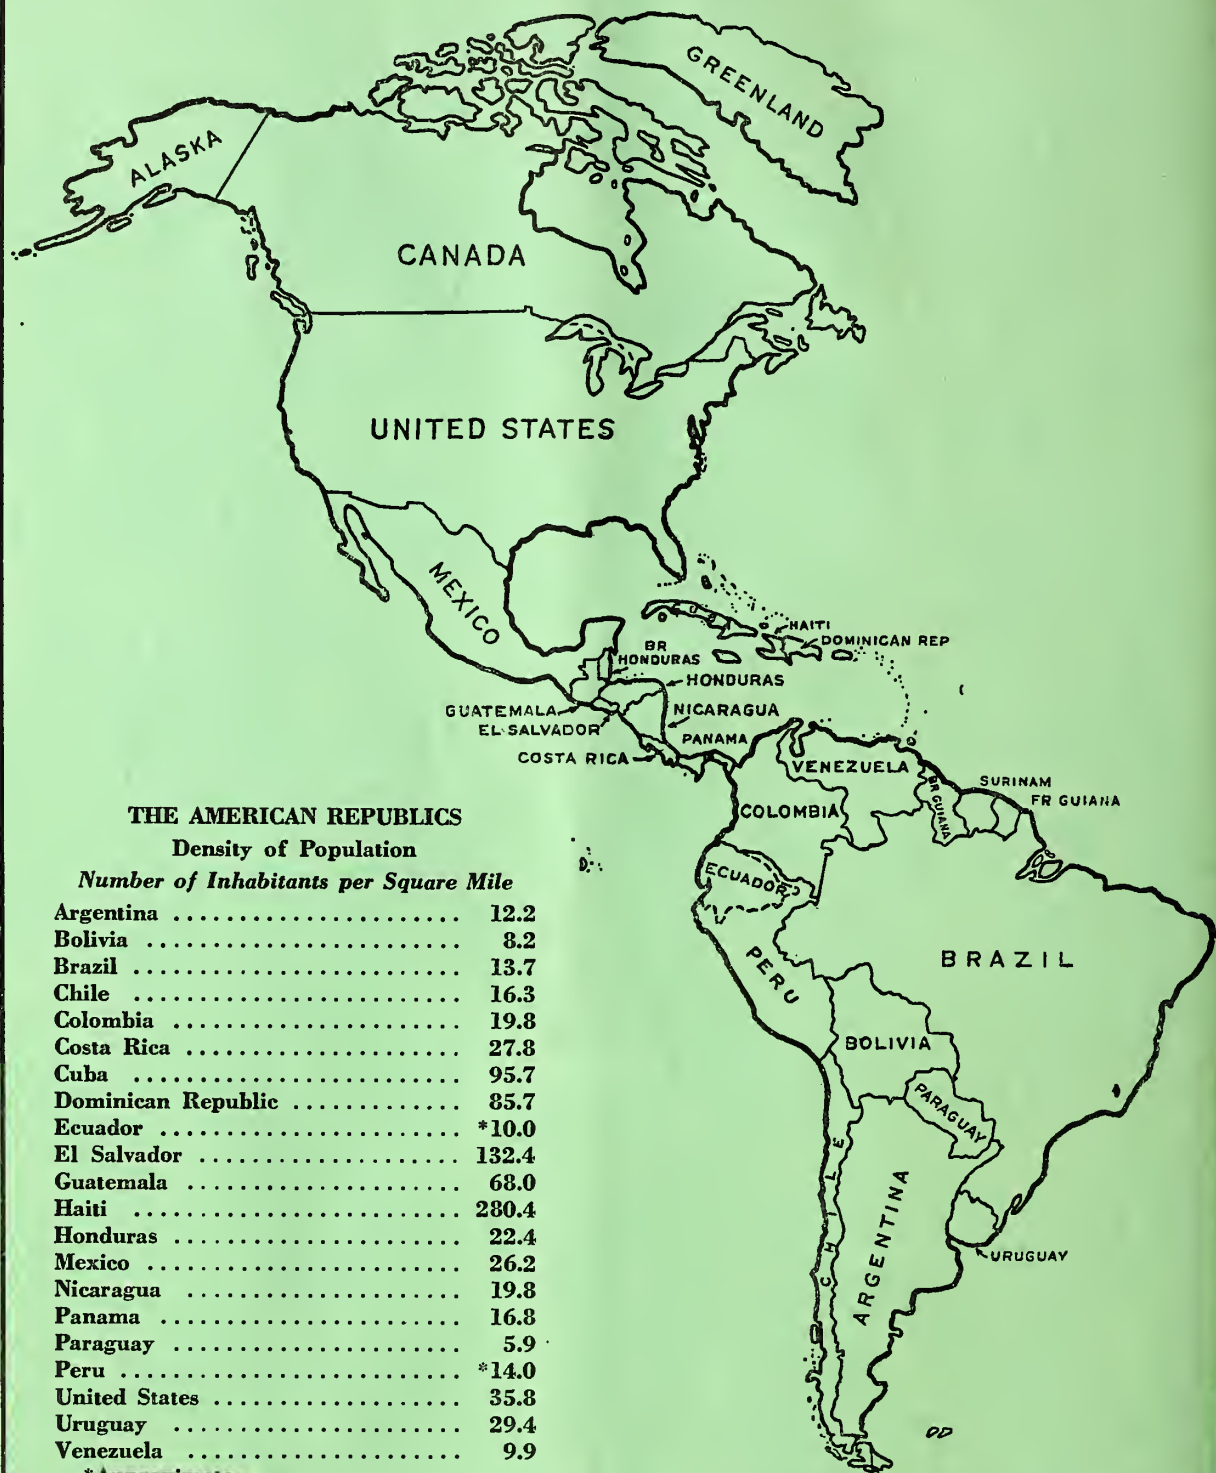 GREENLAND
ALASKA
CANADA
UNITED STATES
MEXICO
CUBA
HAITI
DOMINICAN REP
BR
HONDURAS
HONDURAS
GUATEMALA
NICARAGUA
EL SALVADOR
PANAMA
COSTA RICA
VENEZUELA
SURINAM
BR GUIANA
FR GUIANA
COLOMBIA
ECUADOR
PERU
BRAZIL
BOLIVIA
PARAGUAY
CHILE
ARGENTINA
URUGUAY
THE AMERICAN REPUBLICS
Density of Population
Number of Inhabitants per Square Mile
Argentina ...................... 12.2
Bolivia ........................ 8.2
Brazil ......................... 13.7
Chile ......................... 16.3
Colombia ...................... 19.8
Costa Rica ..................... 27.8
Cuba ......................... 95.7
Dominican Republic ............. 85.7
Ecuador ....................... *10.0
El Salvador .................... 132.4
Guatemala ..................... 68.0
Haiti ......................... 280.4
Honduras ...................... 22.4
Mexico ........................ 26.2
Nicaragua ..................... 19.8
Panama ....................... 16.8
Paraguay ...................... 5.9
Peru .......................... *14.0
United States ................... 35.8
Uruguay ...................... 29.4
Venezuela ..................... 9.9